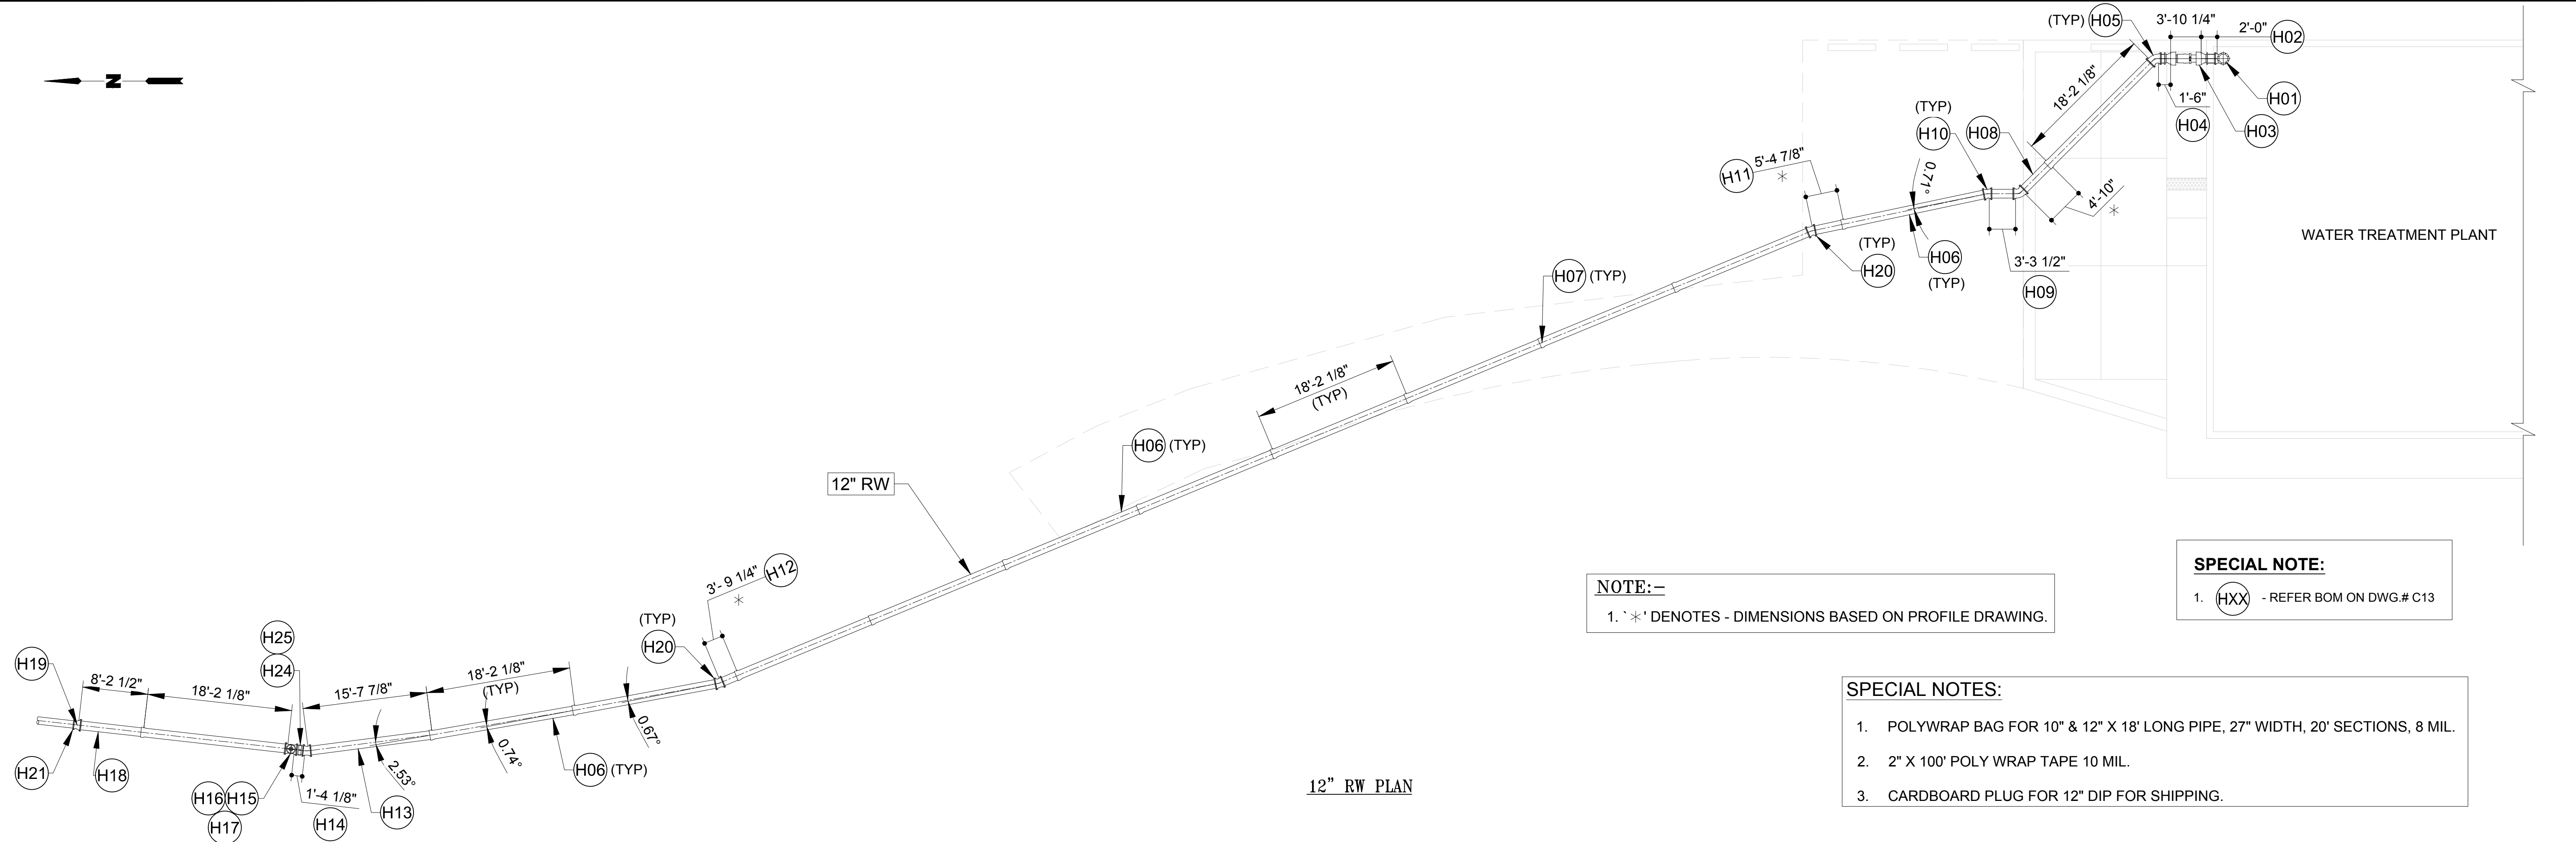 N
(TYP) H05
3'-10 1/4"
2'-0" H02
18'-2 1/8"
H01
1'-6"
H04
H03
(TYP)
H10
H08
5'-4 7/8"
H11
*
0.71°
4'-10"
*
WATER TREATMENT PLANT
(TYP)
H20
H06
(TYP)
3'-3 1/2"
H09
H07 (TYP)
18'-2 1/8"
(TYP)
H06 (TYP)
12" RW
3'- 9 1/4" H12
*
NOTE:-
1. `*' DENOTES - DIMENSIONS BASED ON PROFILE DRAWING.
SPECIAL NOTE:
1. HXX - REFER BOM ON DWG.# C13
(TYP)
H20
H25
H24
H19
8'-2 1/2"
18'-2 1/8"
15'-7 7/8"
18'-2 1/8"
(TYP)
0.67°
0.74°
2.53°
H06 (TYP)
H21
H18
H16 H15
H17
1'-4 1/8"
H14
H13
12” RW PLAN
SPECIAL NOTES:
1. POLYWRAP BAG FOR 10" & 12" X 18' LONG PIPE, 27" WIDTH, 20' SECTIONS, 8 MIL.
2. 2" X 100' POLY WRAP TAPE 10 MIL.
3. CARDBOARD PLUG FOR 12" DIP FOR SHIPPING.